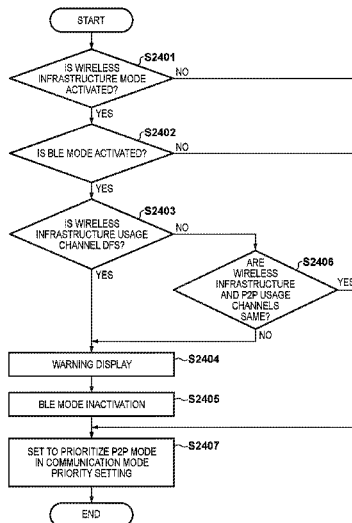 START
S2401
IS WIRELESS
INFRASTRUCTURE MODE
ACTIVATED?
NO
YES
S2402
IS BLE MODE ACTIVATED?
NO
YES
S2403
IS WIRELESS
INFRASTRUCTURE USAGE
CHANNEL DFS?
NO
YES
S2406
ARE
WIRELESS
INFRASTRUCTURE
AND P2P USAGE
CHANNELS
SAME?
YES
NO
WARNING DISPLAY
S2404
BLE MODE INACTIVATION
S2405
SET TO PRIORITIZE P2P MODE
IN COMMUNICATION MODE
PRIORITY SETTING
S2407
END